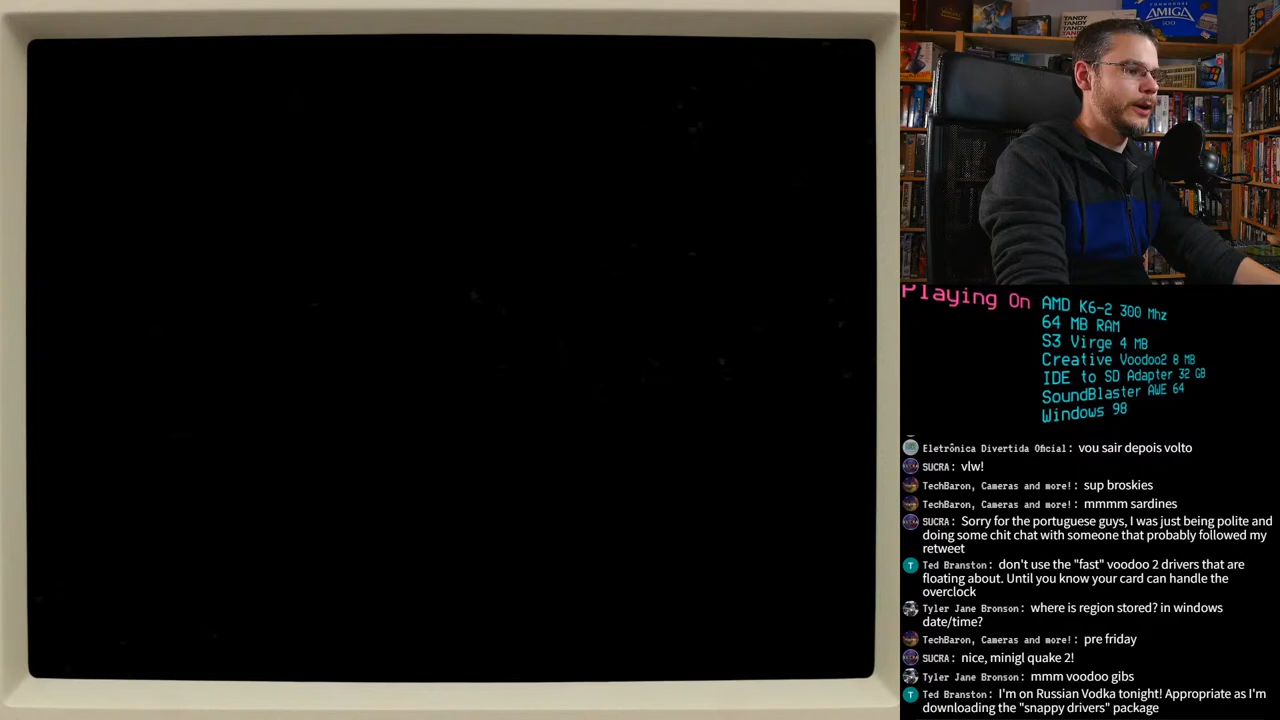 COMMODORE
AMIGA
500
TANDY
TANDY
TANDY
Playing On
AMD K6-2 300 Mhz
64 MB RAM
S3 Virge 4 MB
Creative Voodoo2 8 MB
IDE to SD Adapter 32 GB
SoundBlaster AWE 64
Windows 98
Eletrônica Divertida Oficial: vou sair depois volto
SUCRA: vlw!
TechBaron, Cameras and more!: sup broskies
TechBaron, Cameras and more!: mmmm sardines
SUCRA: Sorry for the portuguese guys, I was just being polite and
doing some chit chat with someone that probably followed my
retweet
T Ted Branston: don't use the "fast" voodoo 2 drivers that are
floating about. Until you know your card can handle the
overclock
Tyler Jane Bronson: where is region stored? in windows
date/time?
TechBaron, Cameras and more!: pre friday
SUCRA: nice, minigl quake 2!
Tyler Jane Bronson: mmm voodoo gibs
T Ted Branston: I'm on Russian Vodka tonight! Appropriate as I'm
downloading the "snappy drivers" package